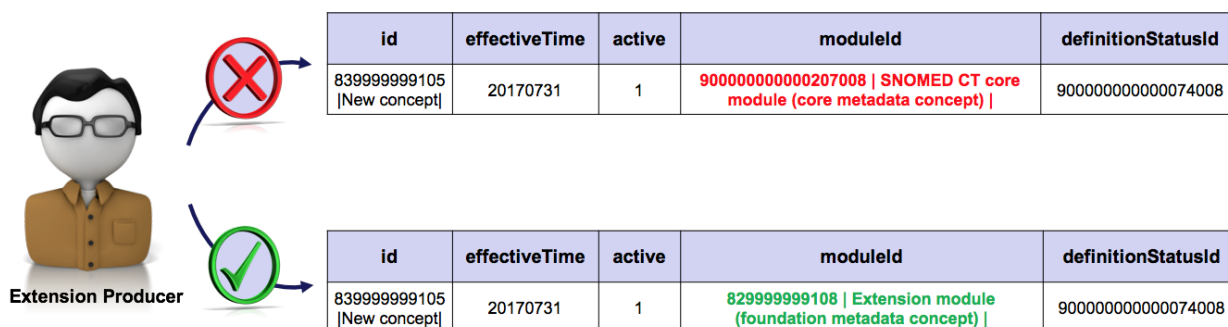 id effectiveTime active moduleId definitionStatusId
839999999105
|New concept|
20170731
1
900000000000207008 | SNOMED CT core
module (core metadata concept) |
900000000000074008
Extension Producer
id effectiveTime active moduleId definitionStatusId
839999999105
|New concept|
20170731
1
829999999108 | Extension module
(foundation metadata concept) |
900000000000074008